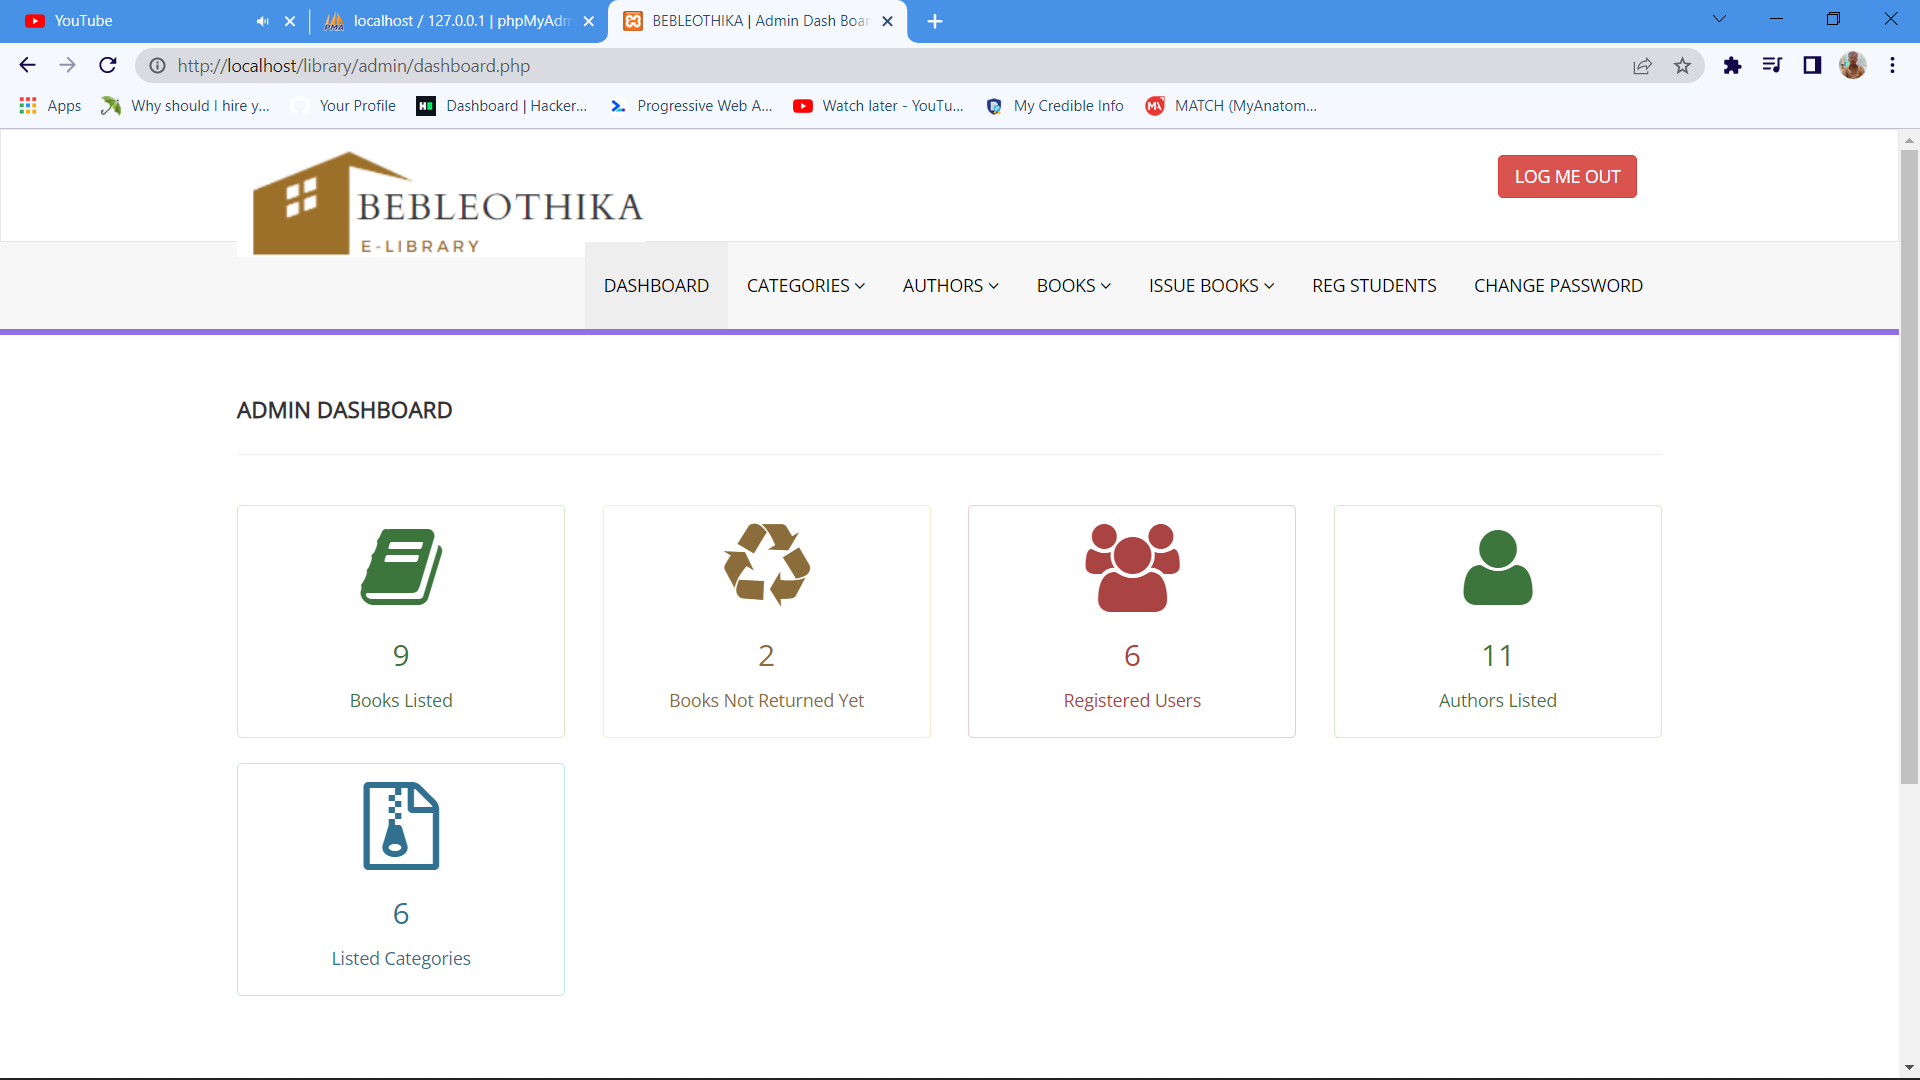 YouTube
localhost / 127.0.0.1 | phpMyAdm
BEBLEOTHIKA | Admin Dash Boar
http://localhost/library/admin/dashboard.php
Apps
Why should I hire y...
Your Profile
Dashboard | Hacker...
Progressive Web A...
Watch later - YouTu...
My Credible Info
MATCH (MyAnatom...
BEBLEOTHIKA
E-LIBRARY
LOG ME OUT
DASHBOARD
CATEGORIES
AUTHORS
BOOKS
ISSUE BOOKS
REG STUDENTS
CHANGE PASSWORD
ADMIN DASHBOARD
9
Books Listed
2
Books Not Returned Yet
6
Registered Users
11
Authors Listed
6
Listed Categories